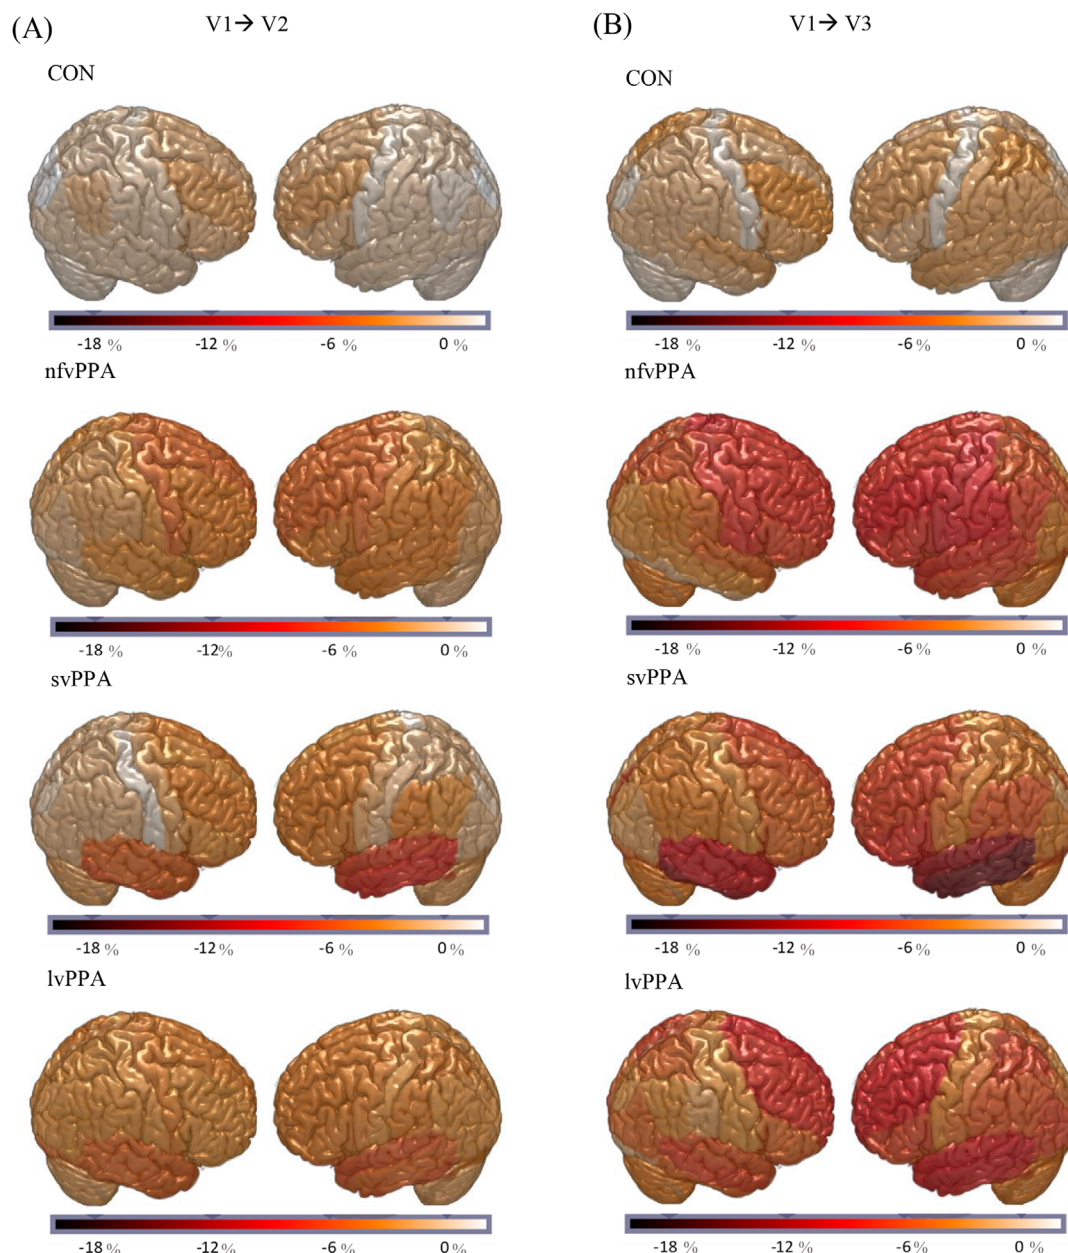 (A) V1→ V2
(B) V1→ V3
CON
CON
-18 % -12 % -6 % 0 %
-18 % -12 % -6 % 0 %
nfvPPA
nfvPPA
-18 % -12% -6 % 0 %
-18 % -12 % -6 % 0 %
svPPA
svPPA
-18 % -12 % -6 % 0 %
-18 % -12 % -6 % 0 %
lvPPA
lvPPA
-18 % -12 % -6 % 0 %
-18 % -12 % -6 % 0 %